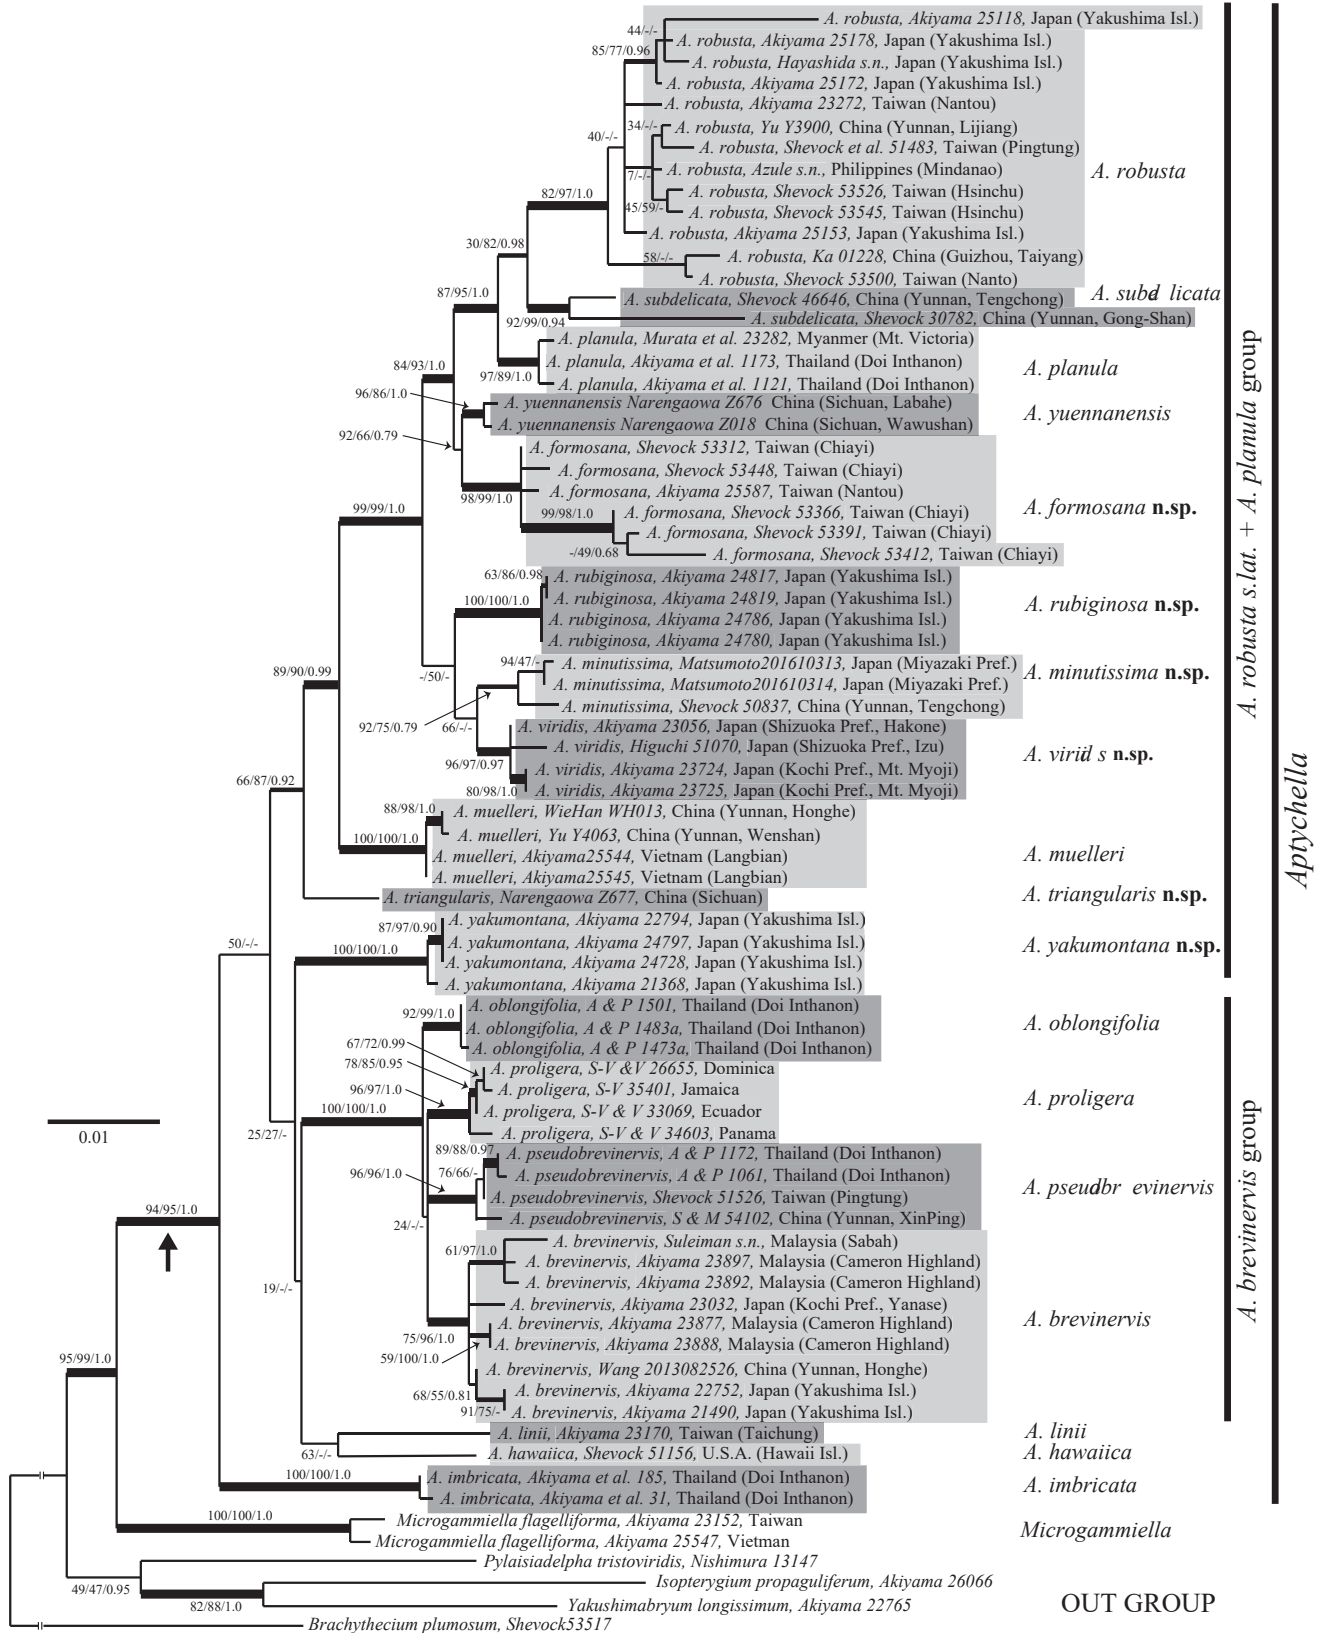 A. robusta, Akiyama 25118, Japan (Yakushima Isl.)
44/-/-
A. robusta, Akiyama 25178, Japan (Yakushima Isl.)
85/77/0.96
A. robusta, Hayashida s.n., Japan (Yakushima Isl.)
A. robusta, Akiyama 25172, Japan (Yakushima Isl.)
A. robusta, Akiyama 23272, Taiwan (Nantou)
34/-/-
A. robusta, Yu Y3900, China (Yunnan, Lijiang)
40/-/-
A. robusta, Shevock et al. 51483, Taiwan (Pingtung)
A. robusta, Azule s.n., Philippines (Mindanao)
A. robusta
7/-/-
A. robusta, Shevock 53526, Taiwan (Hsinchu)
82/97/1.0
45/59/-
A. robusta, Shevock 53545, Taiwan (Hsinchu)
A. robusta, Akiyama 25153, Japan (Yakushima Isl.)
30/82/0.98
58/-/-
A. robusta, Ka 01228, China (Guizhou, Taiyang)
A. robusta, Shevock 53500, Taiwan (Nanto)
87/95/1.0
A. subdelicata, Shevock 46646, China (Yunnan, Tengchong)
A. subd licata
92/99/0.94
A. subdelicata, Shevock 30782, China (Yunnan, Gong-Shan)
A. planula, Murata et al. 23282, Myanmer (Mt. Victoria)
84/93/1.0
A. planula, Akiyama et al. 1173, Thailand (Doi Inthanon)
A. planula
97/89/1.0
A. planula, Akiyama et al. 1121, Thailand (Doi Inthanon)
96/86/1.0
A. yuennanensis Narengaowa Z676 China (Sichuan, Labahe)
A. yuennanensis
A. yuennanensis Narengaowa Z018 China (Sichuan, Wawushan)
92/66/0.79
A. formosana, Shevock 53312, Taiwan (Chiayi)
A. formosana, Shevock 53448, Taiwan (Chiayi)
98/99/1.0
A. formosana, Akiyama 25587, Taiwan (Nantou)
99/99/1.0
99/98/1.0
A. formosana, Shevock 53366, Taiwan (Chiayi)
A. formosana n.sp.
A. formosana, Shevock 53391, Taiwan (Chiayi)
-/49/0.68
A. formosana, Shevock 53412, Taiwan (Chiayi)
63/86/0.98
A. rubiginosa, Akiyama 24817, Japan (Yakushima Isl.)
100/100/1.0
A. rubiginosa, Akiyama 24819, Japan (Yakushima Isl.)
A. rubiginosa n.sp.
A. rubiginosa, Akiyama 24786, Japan (Yakushima Isl.)
A. rubiginosa, Akiyama 24780, Japan (Yakushima Isl.)
89/90/0.99
-/50/-
94/47/-
A. minutissima, Matsumoto201610313, Japan (Miyazaki Pref.)
A. minutissima n.sp.
A. minutissima, Matsumoto201610314, Japan (Miyazaki Pref.)
A. minutissima, Shevock 50837, China (Yunnan, Tengchong)
92/75/0.79
66/-/-
A. viridis, Akiyama 23056, Japan (Shizuoka Pref., Hakone)
A. viridis, Higuchi 51070, Japan (Shizuoka Pref., Izu)
A. virid s n.sp.
96/97/0.97
A. viridis, Akiyama 23724, Japan (Kochi Pref., Mt. Myoji)
66/87/0.92
80/98/1.0
A. viridis, Akiyama 23725, Japan (Kochi Pref., Mt. Myoji)
88/98/1.0
A. muelleri, WieHan WH013, China (Yunnan, Honghe)
100/100/1.0
A. muelleri, Yu Y4063, China (Yunnan, Wenshan)
A. muelleri, Akiyama25544, Vietnam (Langbian)
A. muelleri
A. muelleri, Akiyama25545, Vietnam (Langbian)
A. triangularis, Narengaowa Z677, China (Sichuan)
A. triangularis n.sp.
87/97/0.90
A. yakumontana, Akiyama 22794, Japan (Yakushima Isl.)
50/-/-
100/100/1.0
A. yakumontana, Akiyama 24797, Japan (Yakushima Isl.)
A. yakumontana n.sp.
A. yakumontana, Akiyama 24728, Japan (Yakushima Isl.)
A. yakumontana, Akiyama 21368, Japan (Yakushima Isl.)
A. robusta s.lat. + A. planula group
92/99/1.0
A. oblongifolia, A & P 1501, Thailand (Doi Inthanon)
A. oblongifolia, A & P 1483a, Thailand (Doi Inthanon)
A. oblongifolia
67/72/0.99
A. oblongifolia, A & P 1473a, Thailand (Doi Inthanon)
78/85/0.95
A. proligera, S-V &V 26655, Dominica
96/97/1.0
A. proligera, S-V 35401, Jamaica
A. proligera
100/100/1.0
A. proligera, S-V & V 33069, Ecuador
0.01
25/27/-
A. proligera, S-V & V 34603, Panama
89/88/0.97
A. pseudobrevinervis, A & P 1172, Thailand (Doi Inthanon)
96/96/1.0
76/66/-
A. pseudobrevinervis, A & P 1061, Thailand (Doi Inthanon)
A. pseudbr evinervis
A. pseudobrevinervis, Shevock 51526, Taiwan (Pingtung)
94/95/1.0
24/-/-
A. pseudobrevinervis, S & M 54102, China (Yunnan, XinPing)
61/97/1.0
A. brevinervis, Suleiman s.n., Malaysia (Sabah)
A. brevinervis, Akiyama 23897, Malaysia (Cameron Highland)
19/-/-
A. brevinervis, Akiyama 23892, Malaysia (Cameron Highland)
A. brevinervis, Akiyama 23032, Japan (Kochi Pref., Yanase)
A. brevinervis
75/96/1.0
A. brevinervis, Akiyama 23877, Malaysia (Cameron Highland)
59/100/1.0
A. brevinervis, Akiyama 23888, Malaysia (Cameron Highland)
95/99/1.0
A. brevinervis, Wang 2013082526, China (Yunnan, Honghe)
68/55/0.81
A. brevinervis, Akiyama 22752, Japan (Yakushima Isl.)
91/75/-
A. brevinervis, Akiyama 21490, Japan (Yakushima Isl.)
A. brevinervis group
A. linii, Akiyama 23170, Taiwan (Taichung)
A. linii
63/-/-
A. hawaiica, Shevock 51156, U.S.A. (Hawaii Isl.)
A. hawaiica
100/100/1.0
A. imbricata, Akiyama et al. 185, Thailand (Doi Inthanon)
A. imbricata
A. imbricata, Akiyama et al. 31, Thailand (Doi Inthanon)
Aptychella
100/100/1.0
Microgammiella flagelliforma, Akiyama 23152, Taiwan
Microgammiella
Microgammiella flagelliforma, Akiyama 25547, Vietman
Pylaisiadelpha tristoviridis, Nishimura 13147
49/47/0.95
Isopterygium propaguliferum, Akiyama 26066
82/88/1.0
Yakushimabryum longissimum, Akiyama 22765
OUT GROUP
Brachythecium plumosum, Shevock53517